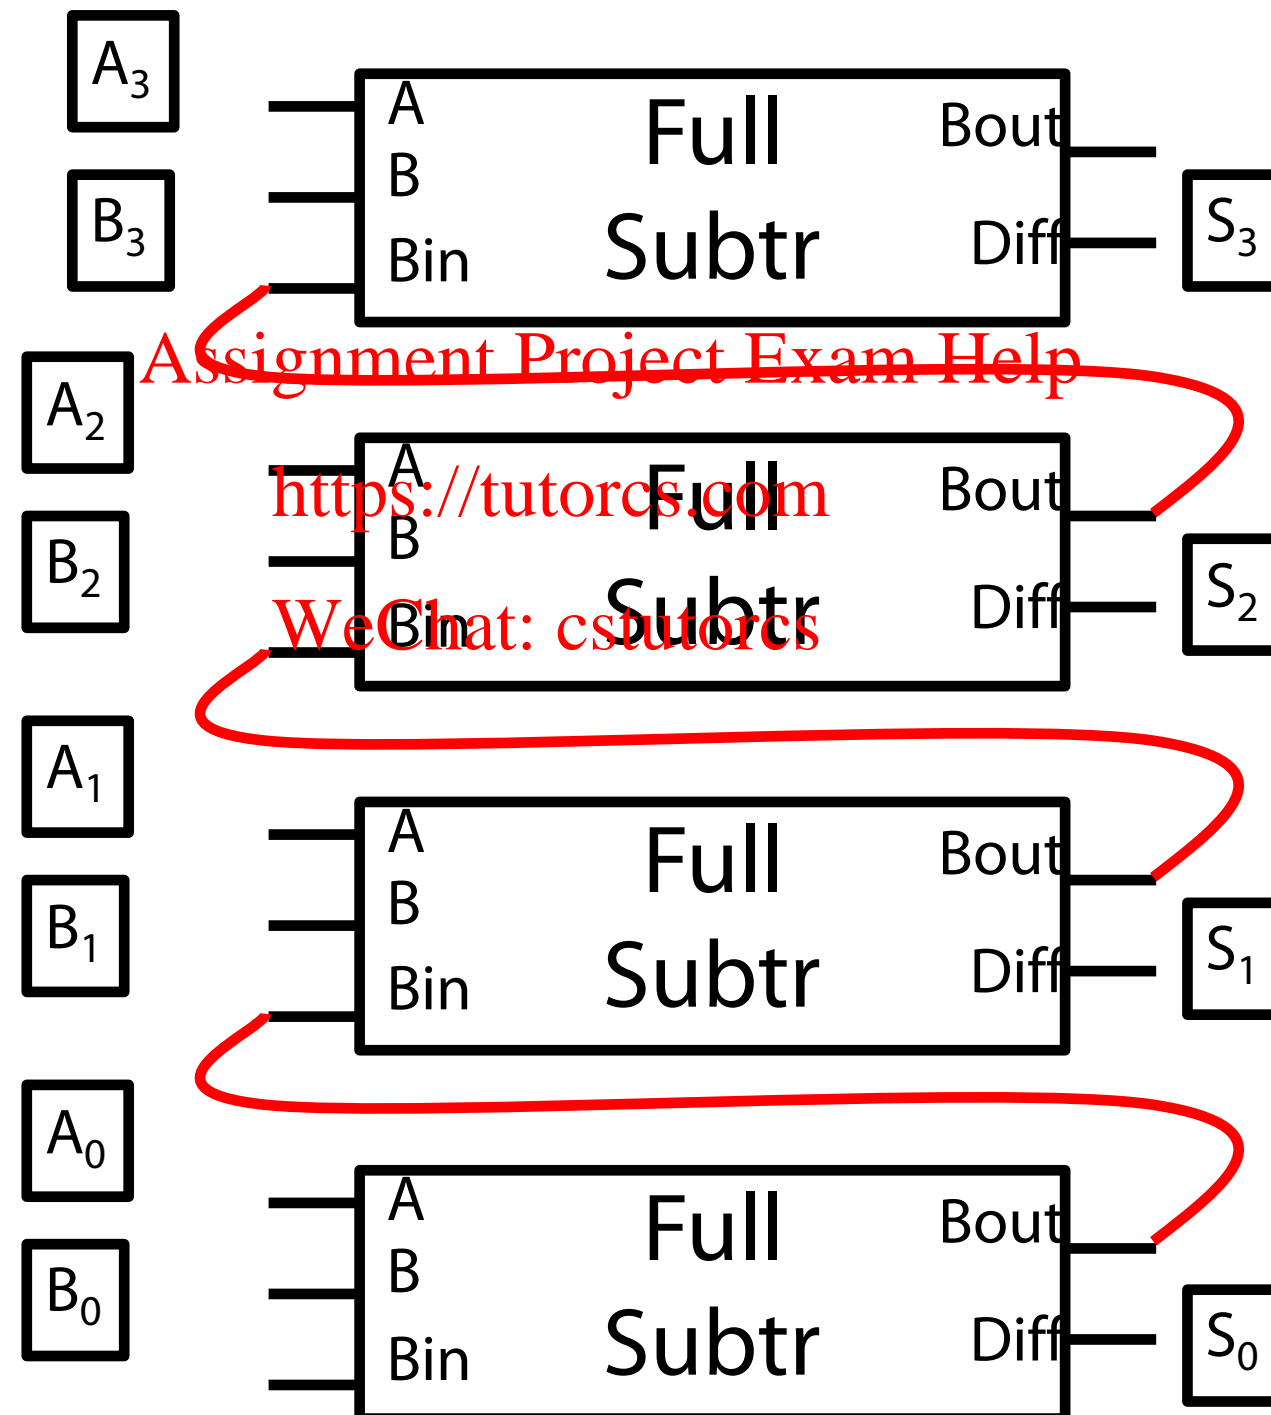 A3
A Full Bout
B3
B
Subtr Diff S3
Bin
Assignment Project Exam Help
A2
A Full Bout
https://tutorcs.com
B
B2
Subtr Diff S2
Bin
WeChat: cstutorcs
A1
A Full Bout
B
B1
Subtr Diff S1
Bin
A0
A Full Bout
B
B0
Subtr Diff S0
Bin